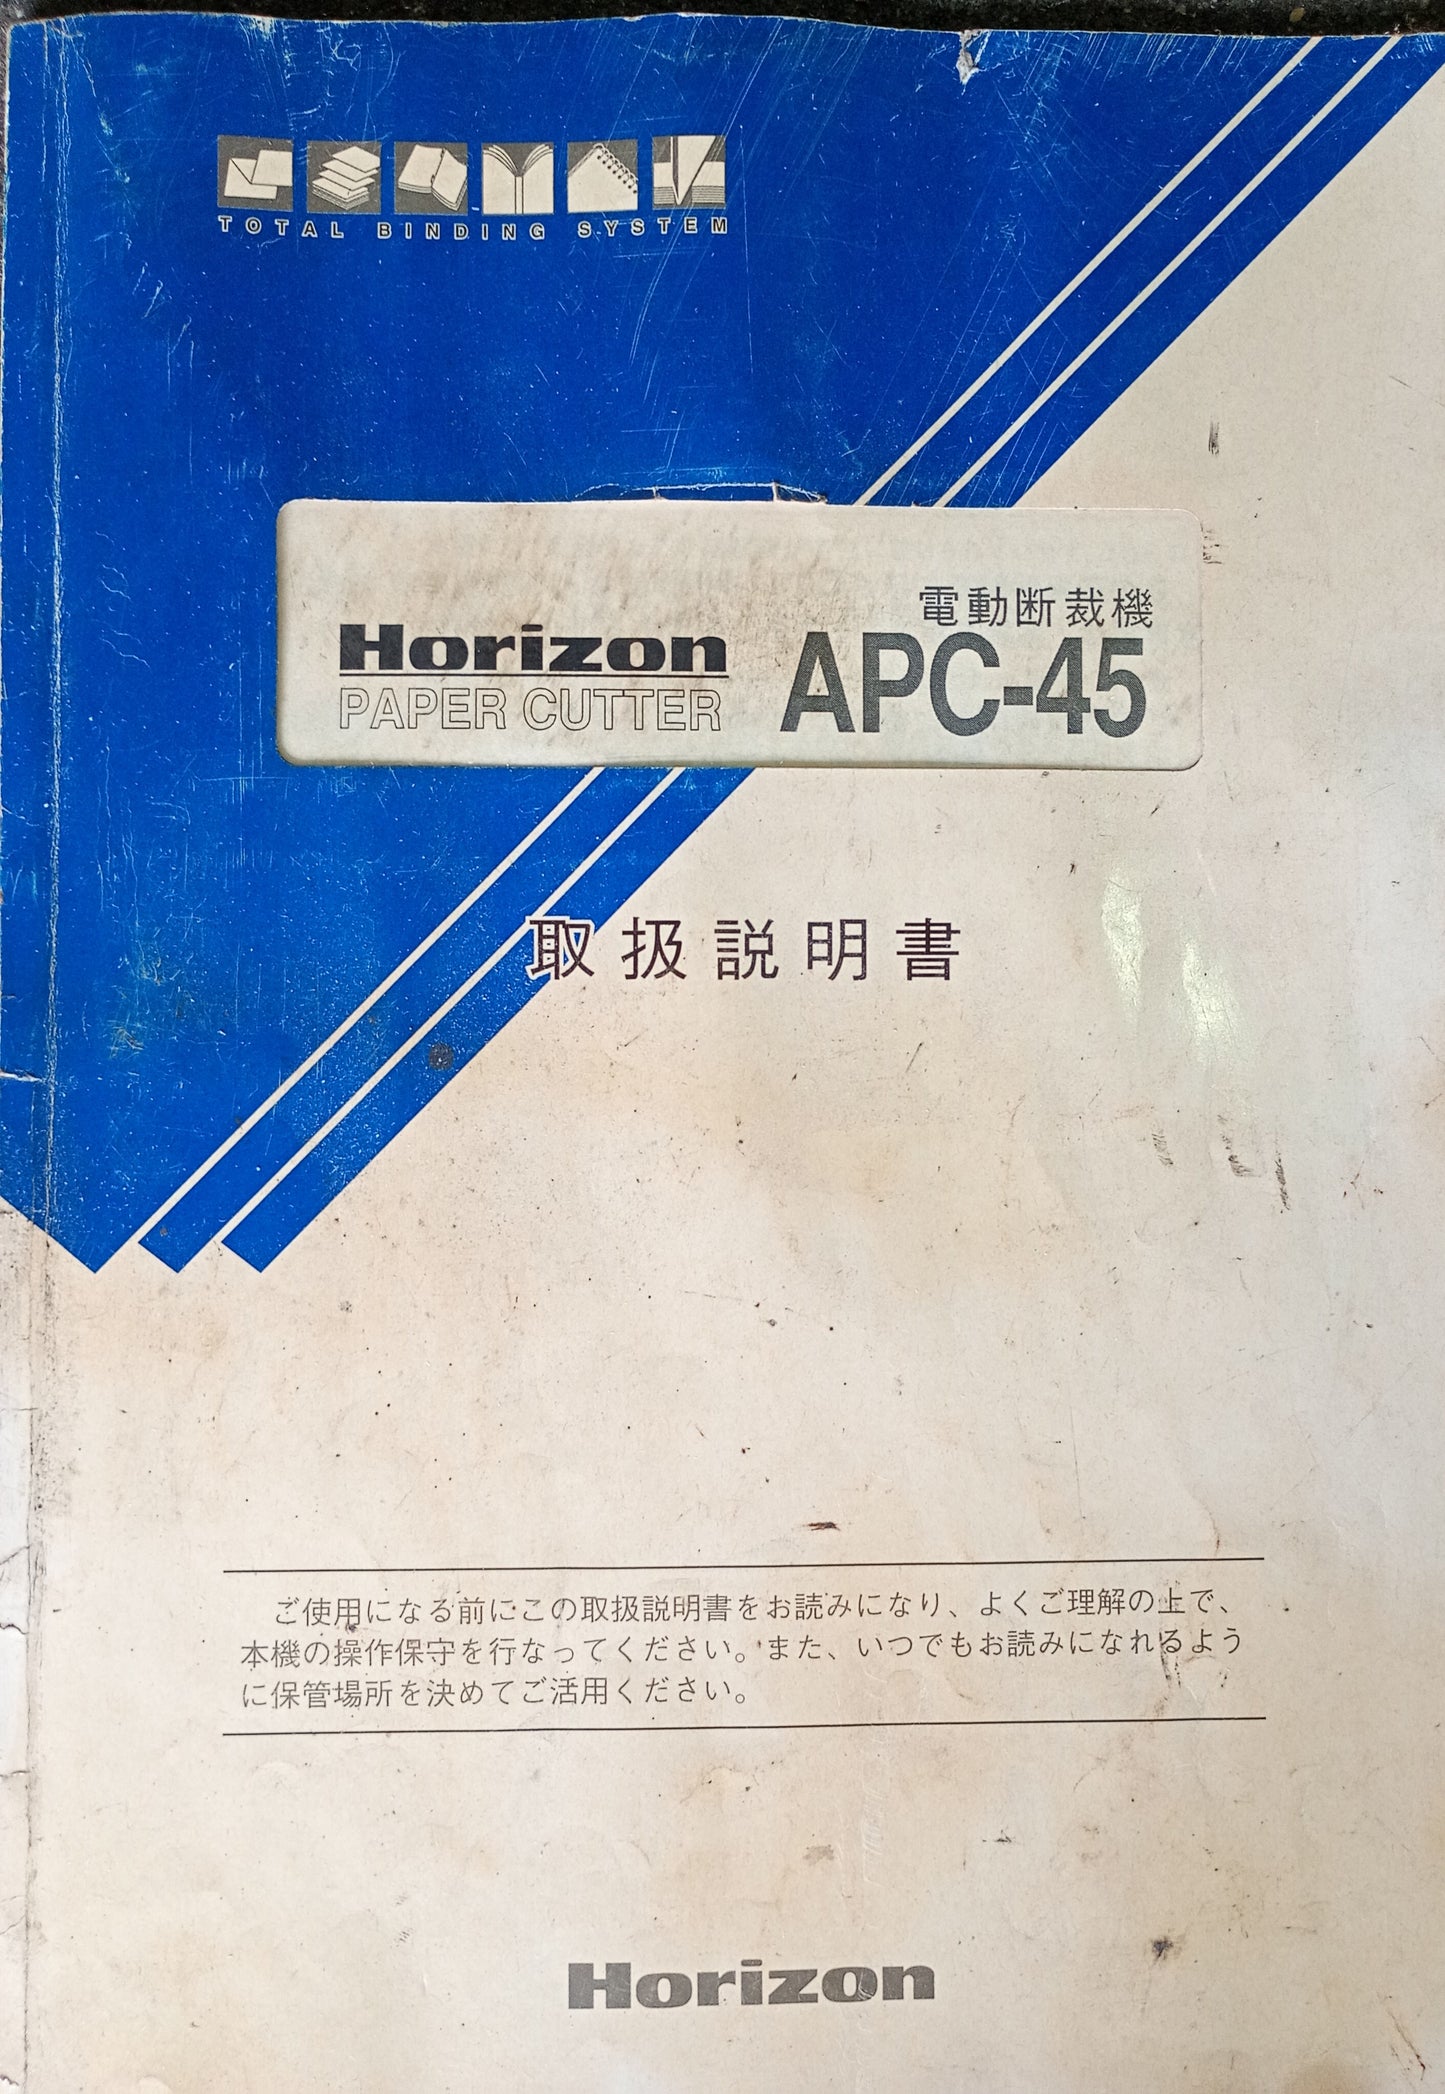 TOTAL BINDING SYSTEM
電動断裁機
Horizon
PAPER CUTTER
APC-45
取扱説明書
ご使用になる前にこの取扱説明書をお読みになり、よくご理解の上で、
本機の操作保守を行なってください。また、いつでもお読みになれるよう
に保管場所を決めてご活用ください。
Horizon